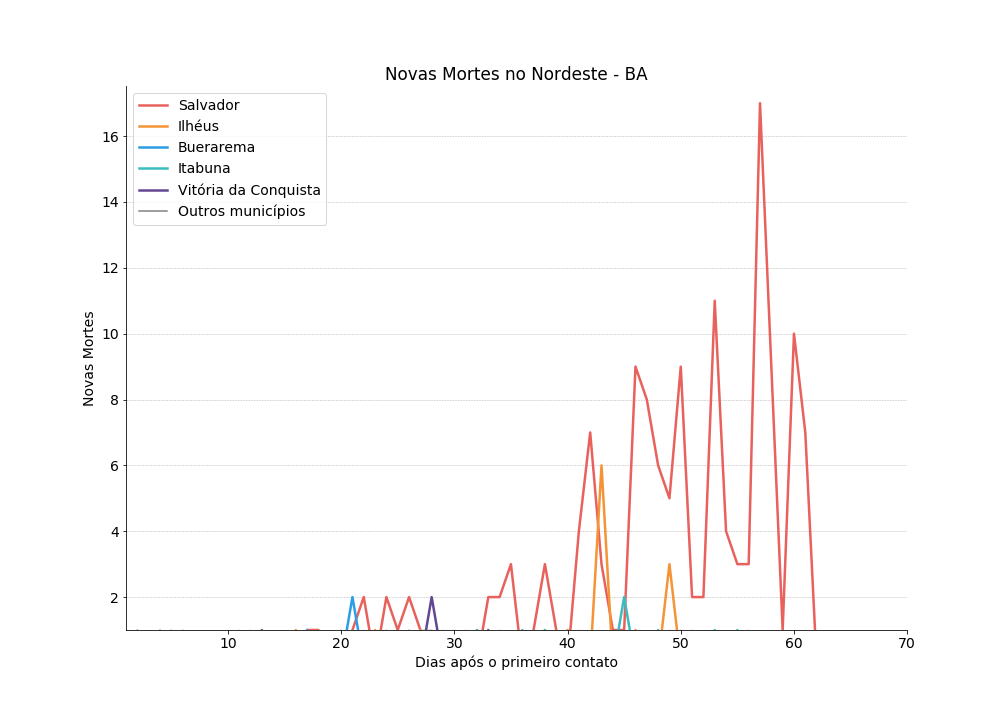 Novas Mortes no Nordeste - BA
Salvador
Ilhéus
Buerarema
Itabuna
Vitória da Conquista
Outros municípios
Novas Mortes
16
14
12
10
8
6
4
2
10 20 30 40 50 60 70
Dias após o primeiro contato